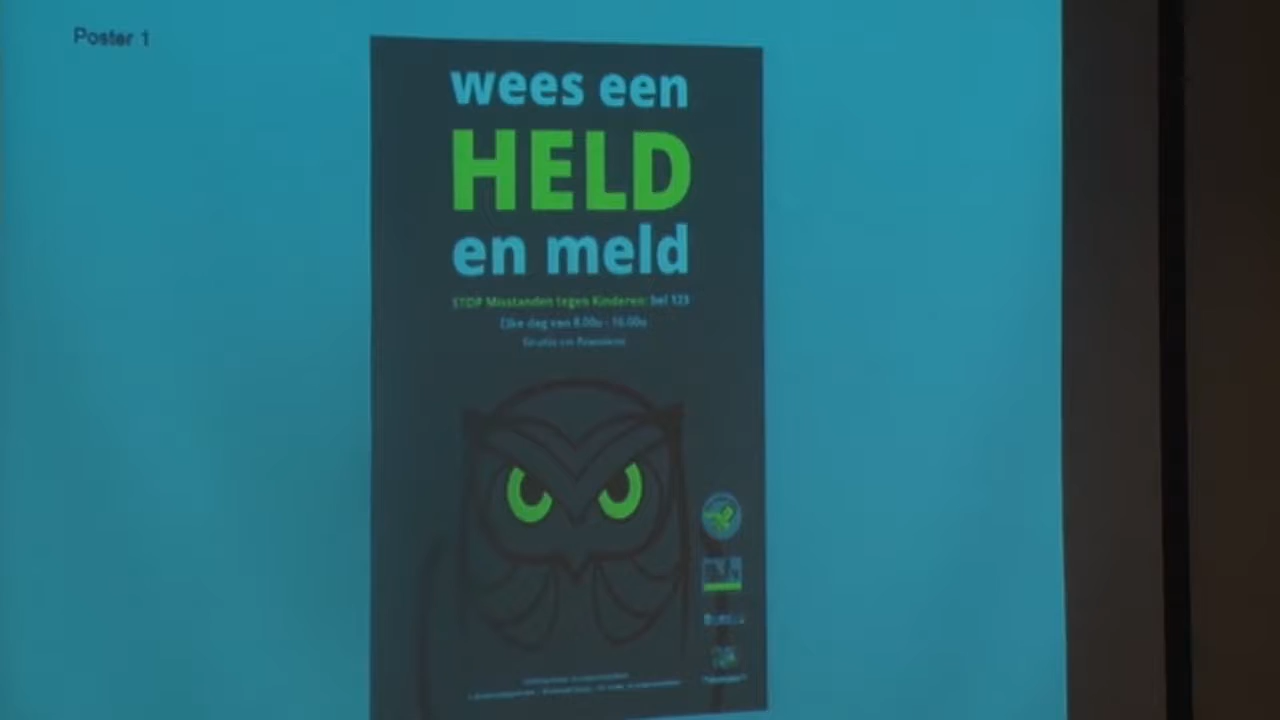 Poster 1
wees een
HELD
en meld
STOP Misstanden tegen Kinderen: bel 123
Elke dag van 8.00u - 16.00u